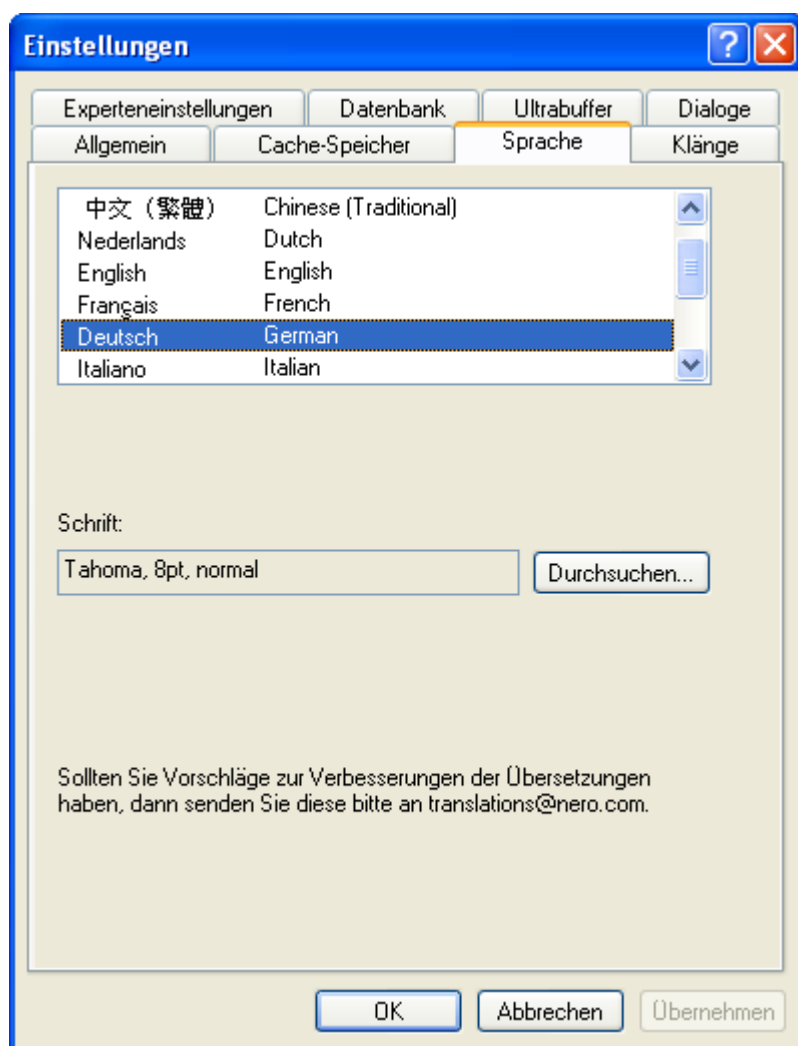 Einstellungen
Experteneinstellungen Datenbank Ultrabuffer Dialoge
Allgemein Cache-Speicher Sprache Klänge
中文（繁體） Chinese (Traditional)
Nederlands Dutch
English English
Français French
Deutsch German
Italiano Italian
Schrift:
Tahoma, 8pt, normal Durchsuchen...
Sollten Sie Vorschläge zur Verbesserungen der Übersetzungen
haben, dann senden Sie diese bitte an translations@nero.com.
OK Abbrechen Übernehmen